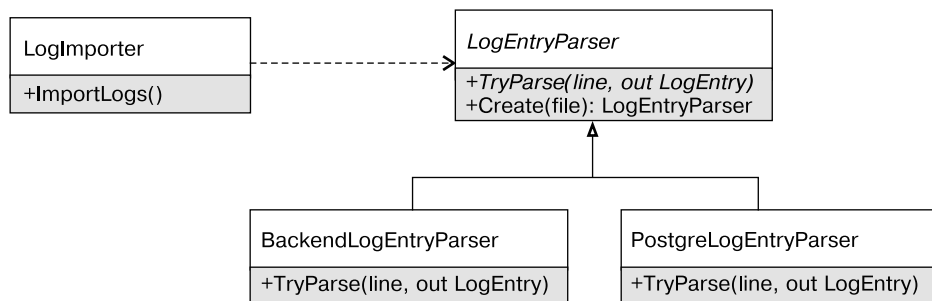 LogImporter
+ImportLogs()
LogEntryParser
+TryParse(line, out LogEntry)
+Create(file): LogEntryParser
BackendLogEntryParser
+TryParse(line, out LogEntry)
PostgreLogEntryParser
+TryParse(line, out LogEntry)